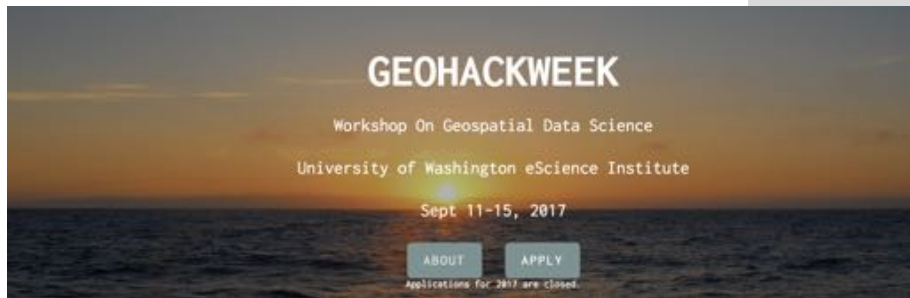 GEOHACKWEEK
Workshop On Geospatial Data Science
University of Washington eScience Institute
Sept 11-15, 2017
ABOUT APPLY
Applications for 2017 are closed.